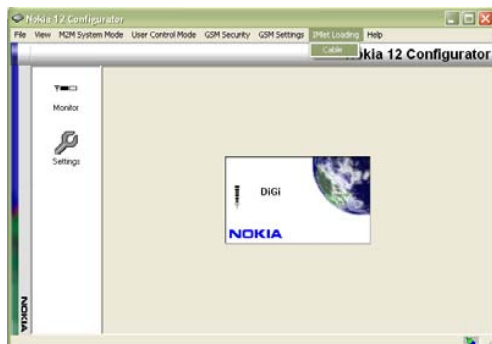 Nokia 12 Configurator
File View M2M System Mode User Control Mode GSM Security GSM Settings IMlet Loading Help
Cable
Nokia 12 Configurator
Monitor
Settings
DiGi
NOKIA
NOKIA